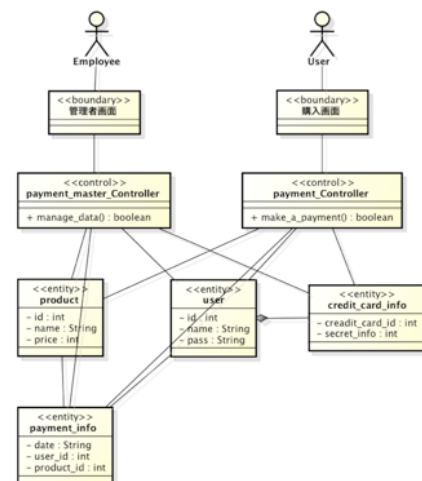 Employee
User
<<boundary>>
管理者画面
<<boundary>>
購入画面
<<control>>
payment_master_Controller
+ manage_data() : boolean
<<control>>
payment_Controller
+ make_a_payment() : boolean
<<entity>>
product
- id : int
- name : String
- price : int
<<entity>>
user
- id : int
- name : String
- pass : String
<<entity>>
credit_card_info
- creadit_card_id : int
- secret_info : int
<<entity>>
payment_info
- date : String
- user_id : int
- product_id : int